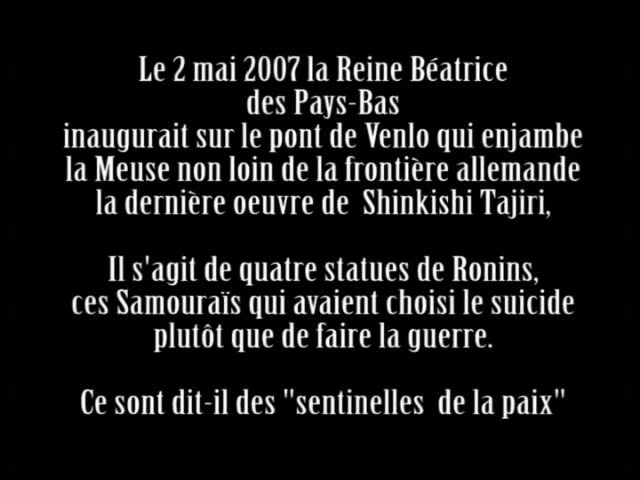 Le 2 mai 2007 la Reine Béatrice
des Pays-Bas
inaugurait sur le pont de Venlo qui enjambe
la Meuse non loin de la frontière allemande
la dernière oeuvre de Shinkishi Tajiri,
Il s'agit de quatre statues de Ronins,
ces Samouraïs qui avaient choisi le suicide
plutôt que de faire la guerre.
Ce sont dit-il des "sentinelles de la paix"